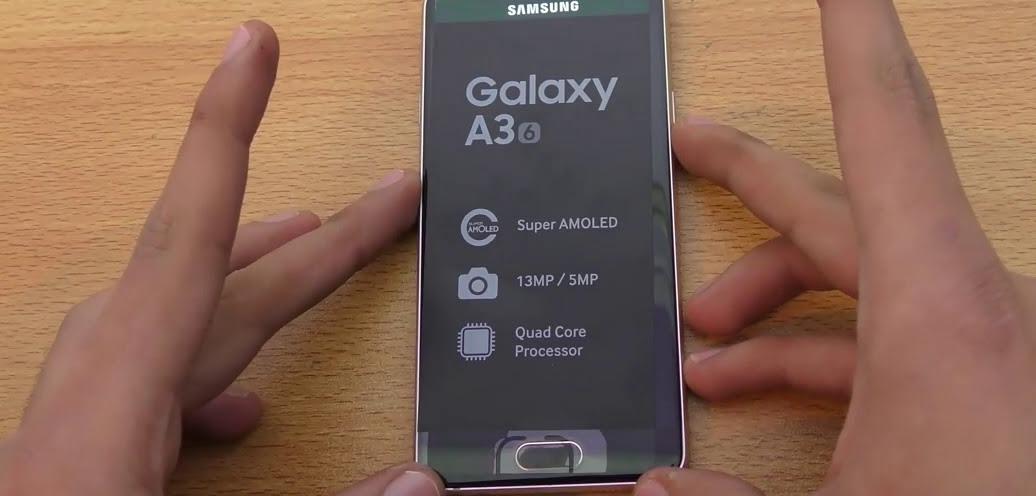 SAMSUNG
Galaxy
A3 6
SUPER
AMOLED
Super AMOLED
13MP / 5MP
Quad Core
Processor